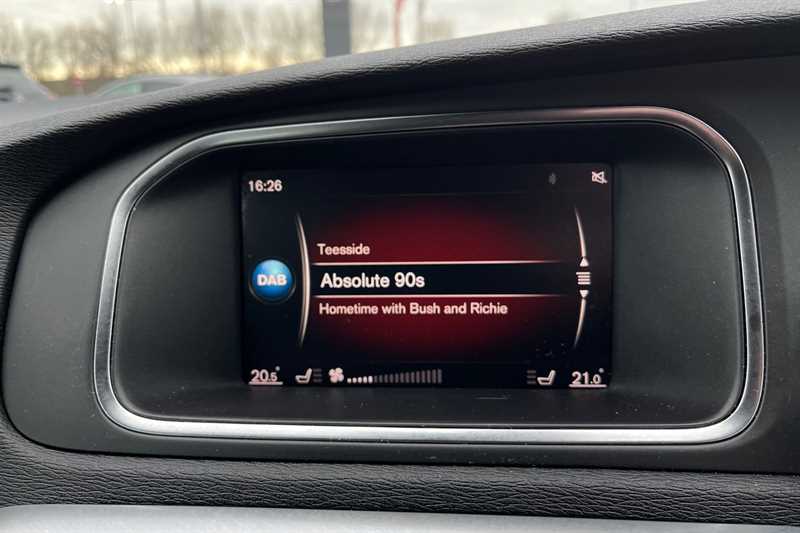 16:26
Teesside
DAB
Absolute 90s
Hometime with Bush and Richie
20.5°
21.0°